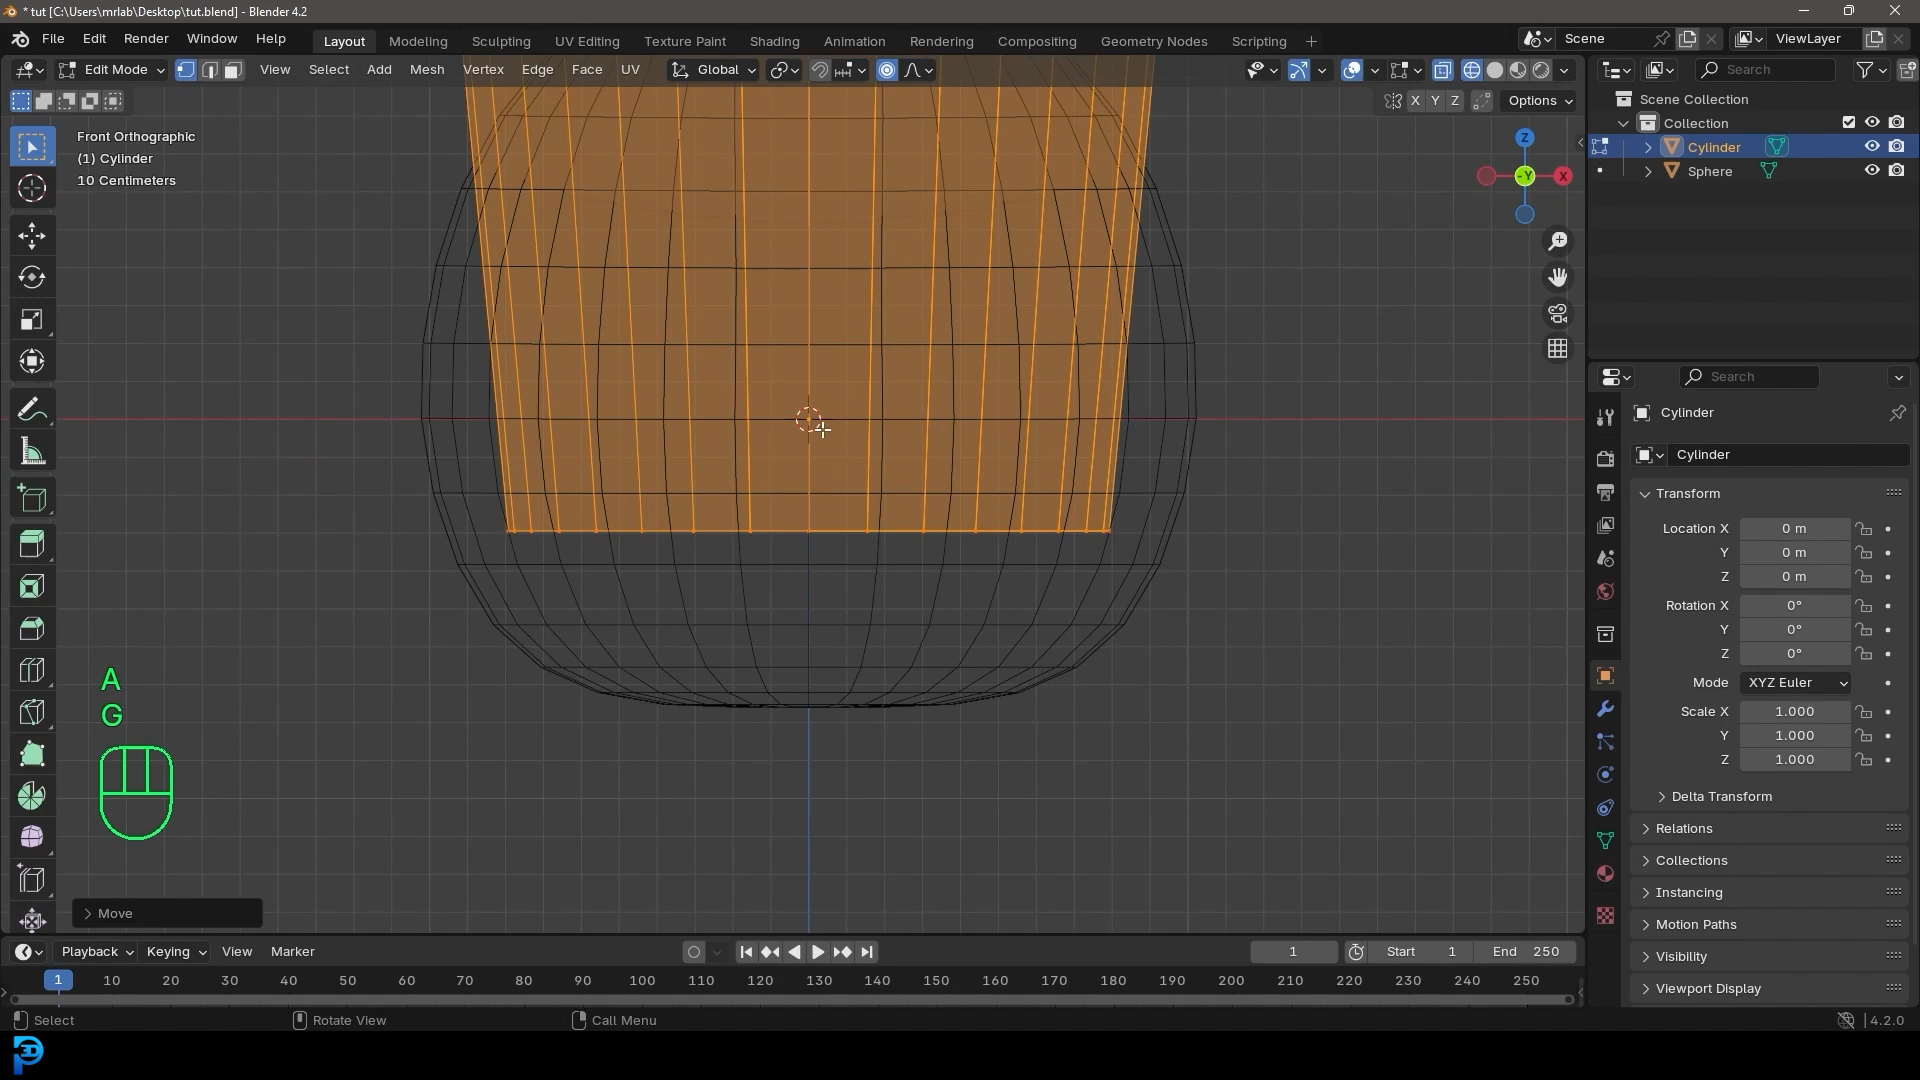 * tut [C:\Users\mrlab\Desktop\tut.blend] - Blender 4.2
File Edit Render Window Help Layout Modeling Sculpting UV Editing Texture Paint Shading Animation Rendering Compositing Geometry Nodes Scripting + Scene ViewLayer
Edit Mode View Select Add Mesh Vertex Edge Face UV Global Search
X Y Z Options
Scene Collection
Collection
Cylinder
Sphere
Front Orthographic
(1) Cylinder
10 Centimeters
Z
-Y X
Search
Cylinder
Cylinder
Transform
Location X 0 m
Y 0 m
Z 0 m
Rotation X 0°
Y 0°
Z 0°
Mode XYZ Euler
Scale X 1.000
Y 1.000
Z 1.000
Delta Transform
Relations
Collections
Instancing
Motion Paths
Visibility
Viewport Display
A
G
Move
Playback Keying View Marker 1 Start 1 End 250
1 10 20 30 40 50 60 70 80 90 100 110 120 130 140 150 160 170 180 190 200 210 220 230 240 250
Select Rotate View Call Menu 4.2.0